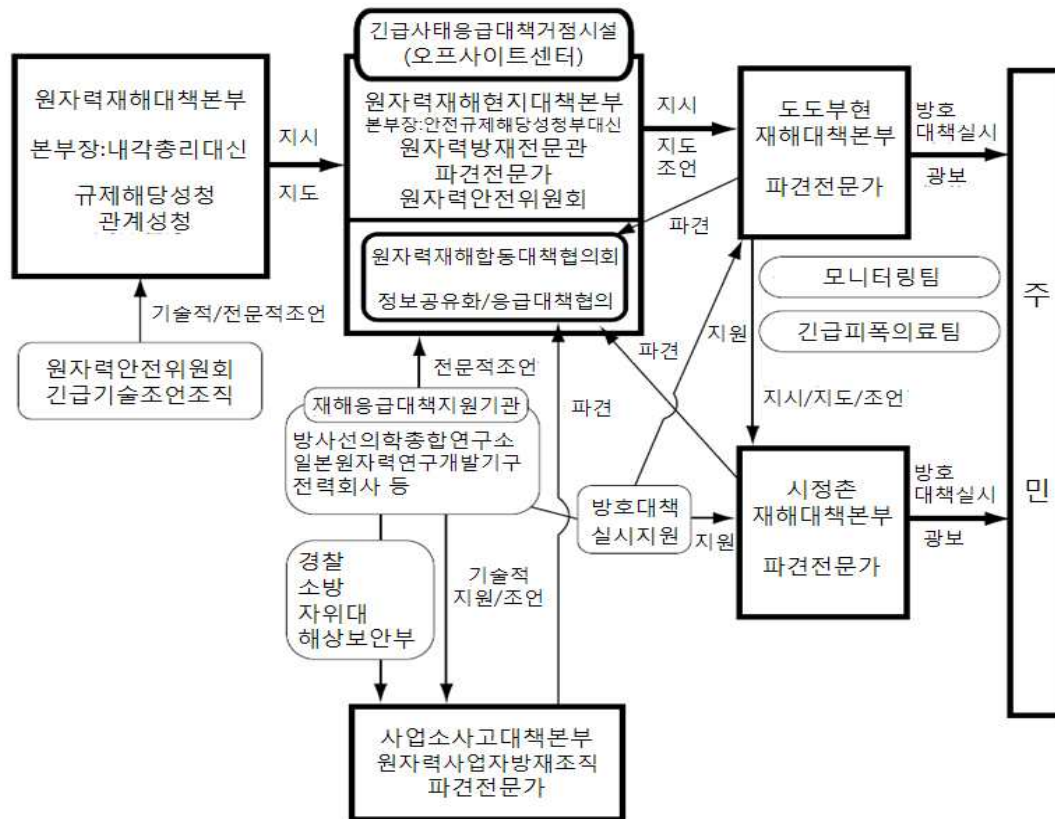 긴급사태응급대책거점시설
(오프사이트센터)
원자력재해대책본부
본부장:내각총리대신
규제해당성청
관계성청
지시
지도
원자력재해현지대책본부
본부장:안전규제해당성청부대신
원자력방재전문관
파견전문가
원자력안전위원회
지시
지도
조언
도도부현
재해대책본부
파견전문가
방호
대책실시
광보
주
민
파견
원자력재해합동대책협의회
정보공유화/응급대책협의
모니터링팀
긴급피폭의료팀
지원
기술적/전문적조언
원자력안전위원회
긴급기술조언조직
전문적조언
파견
파견
지시/지도/조언
재해응급대책지원기관
방사선의학총합연구소
일본원자력연구개발기구
전력회사 등
방호대책
실시지원
지원
시정촌
재해대책본부
파견전문가
방호
대책실시
광보
경찰
소방
자위대
해상보안부
기술적
지원/조언
사업소사고대책본부
원자력사업자방재조직
파견전문가